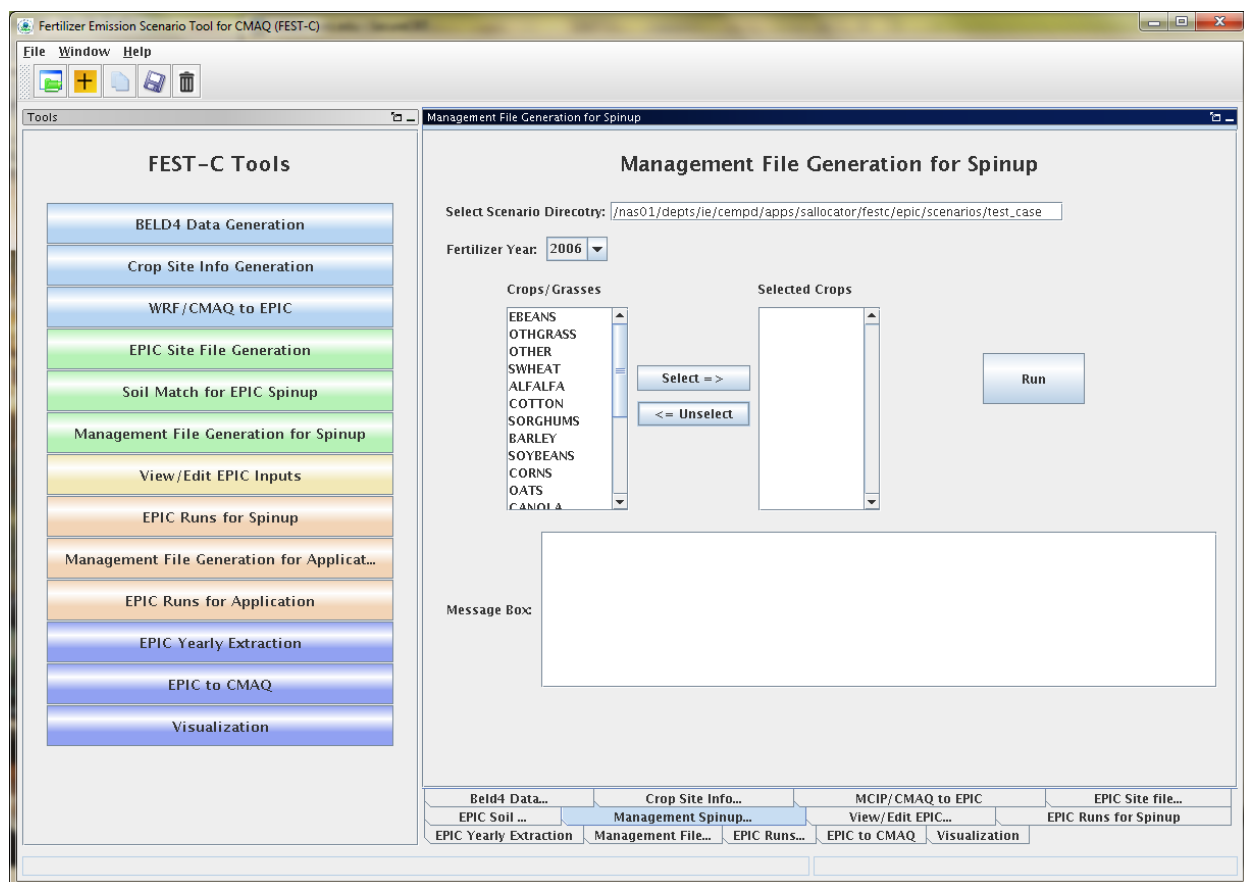 Fertilizer Emission Scenario Tool for CMAQ (FEST-C)
File Window Help
Tools
FEST-C Tools
BELD4 Data Generation
Crop Site Info Generation
WRF/CMAQ to EPIC
EPIC Site File Generation
Soil Match for EPIC Spinup
Management File Generation for Spinup
View/Edit EPIC Inputs
EPIC Runs for Spinup
Management File Generation for Applicat...
EPIC Runs for Application
EPIC Yearly Extraction
EPIC to CMAQ
Visualization
Management File Generation for Spinup
Management File Generation for Spinup
Select Scenario Direcotry: /nas01/depts/ie/cempd/apps/sallocator/festc/epic/scenarios/test_case
Fertilizer Year: 2006
Crops/Grasses
EBEANS
OTHGRASS
OTHER
SWHEAT
ALFALFA
COTTON
SORGHUMS
BARLEY
SOYBEANS
CORNS
OATS
CANOLA
Select =>
<= Unselect
Selected Crops
Run
Message Box:
Beld4 Data... Crop Site Info... MCIP/CMAQ to EPIC EPIC Site file...
EPIC Soil ... Management Spinup... View/Edit EPIC... EPIC Runs for Spinup
EPIC Yearly Extraction Management File... EPIC Runs... EPIC to CMAQ Visualization